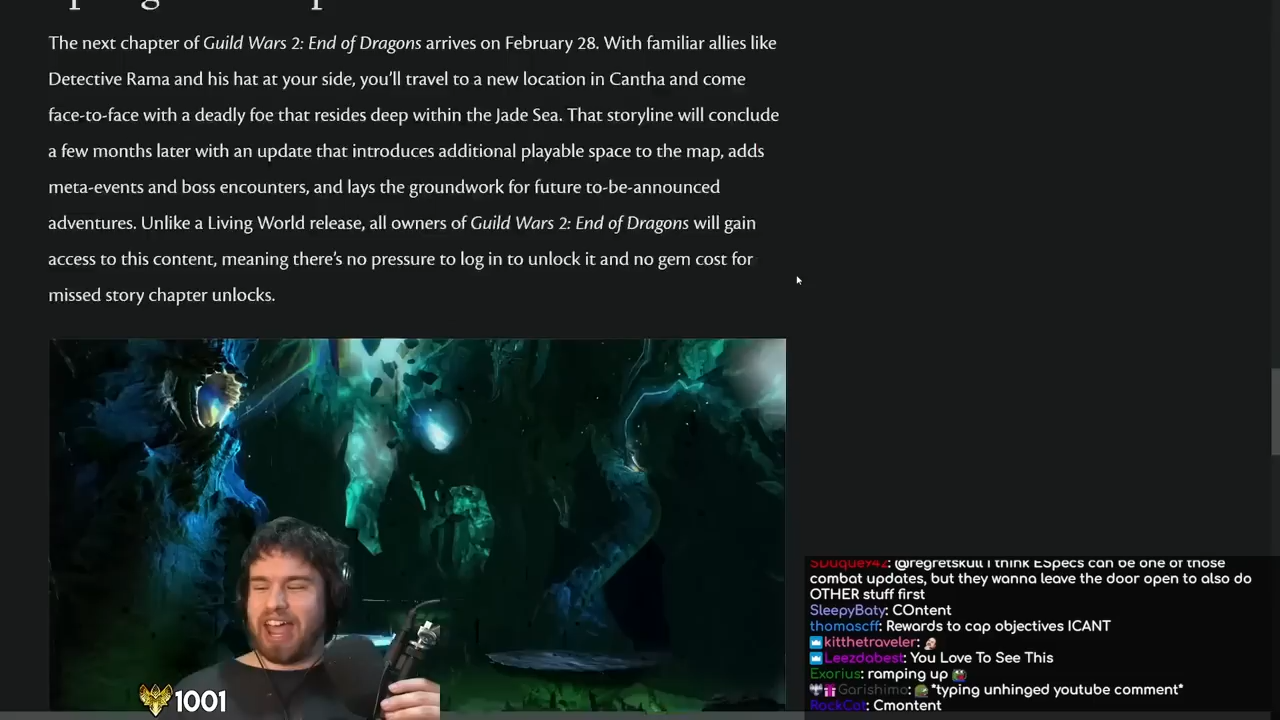 The next chapter of Guild Wars 2: End of Dragons arrives on February 28. With familiar allies like
Detective Rama and his hat at your side, you'll travel to a new location in Cantha and come
face-to-face with a deadly foe that resides deep within the Jade Sea. That storyline will conclude
a few months later with an update that introduces additional playable space to the map, adds
meta-events and boss encounters, and lays the groundwork for future to-be-announced
adventures. Unlike a Living World release, all owners of Guild Wars 2: End of Dragons will gain
access to this content, meaning there's no pressure to log in to unlock it and no gem cost for
missed story chapter unlocks.
1001
SDuque942: @regretskull I think ESpecs can be one of those
combat updates, but they wanna leave the door open to also do
OTHER stuff first
SleepyBaty: COntent
thomascff: Rewards to cap objectives ICANT
kitthetraveler:
Leezdabest: You Love To See This
Exorius: ramping up
Garishimo: *typing unhinged youtube comment*
RockCat: Cmontent